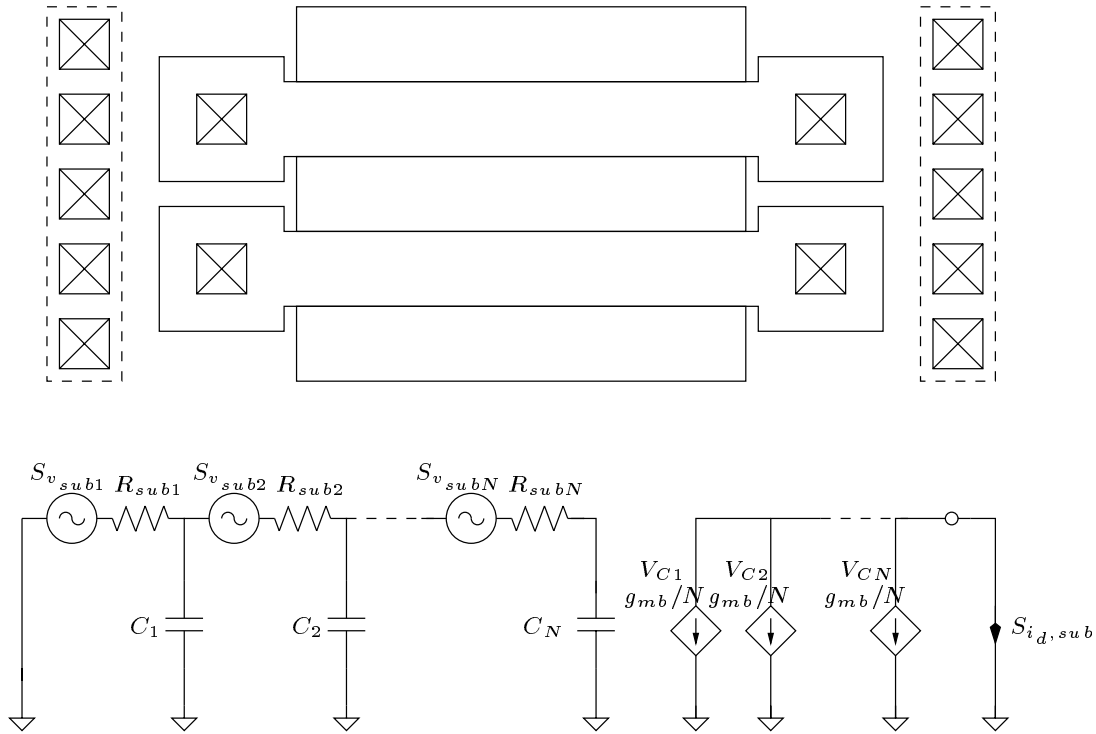 S_{v_{sub1}} R_{sub1} S_{v_{sub2}} R_{sub2} S_{v_{subN}} R_{subN}
V_{C1} V_{C2} V_{CN}
g_{mb}/N g_{mb}/N g_{mb}/N
C_1 C_2 C_N S_{i_d,sub}